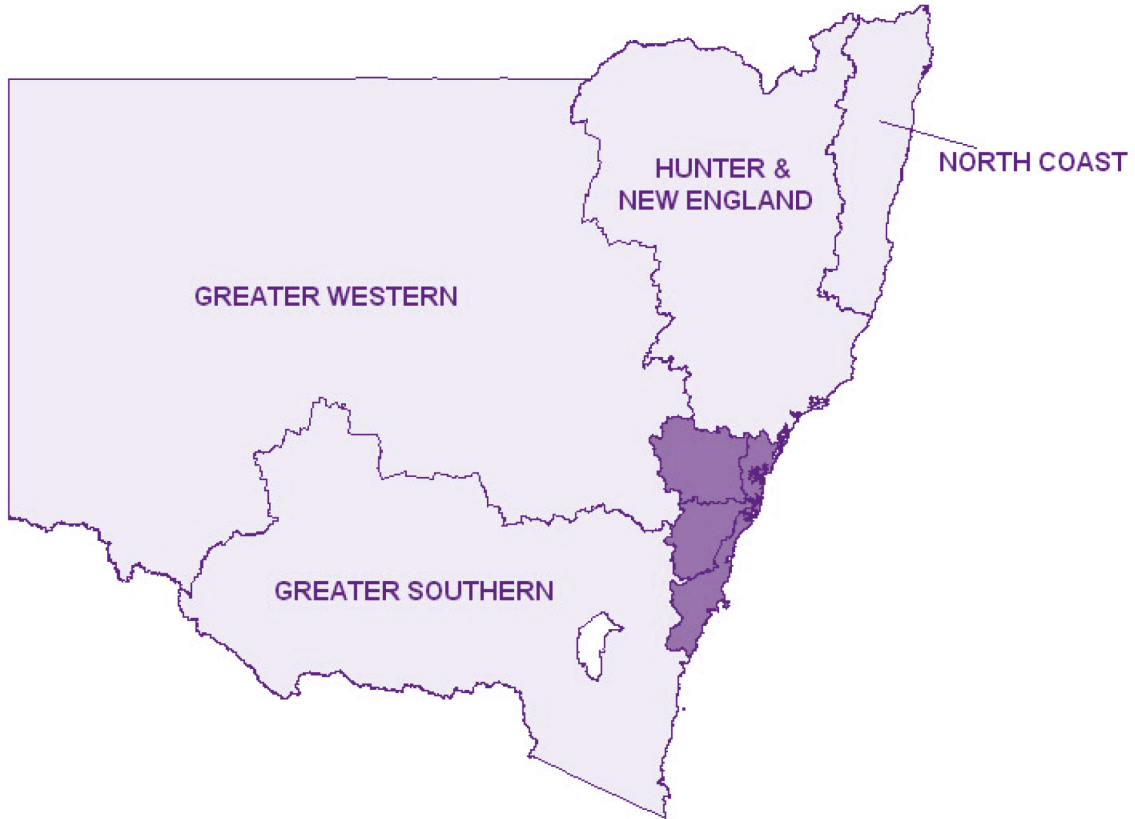 HUNTER &
NEW ENGLAND
NORTH COAST
GREATER WESTERN
GREATER SOUTHERN